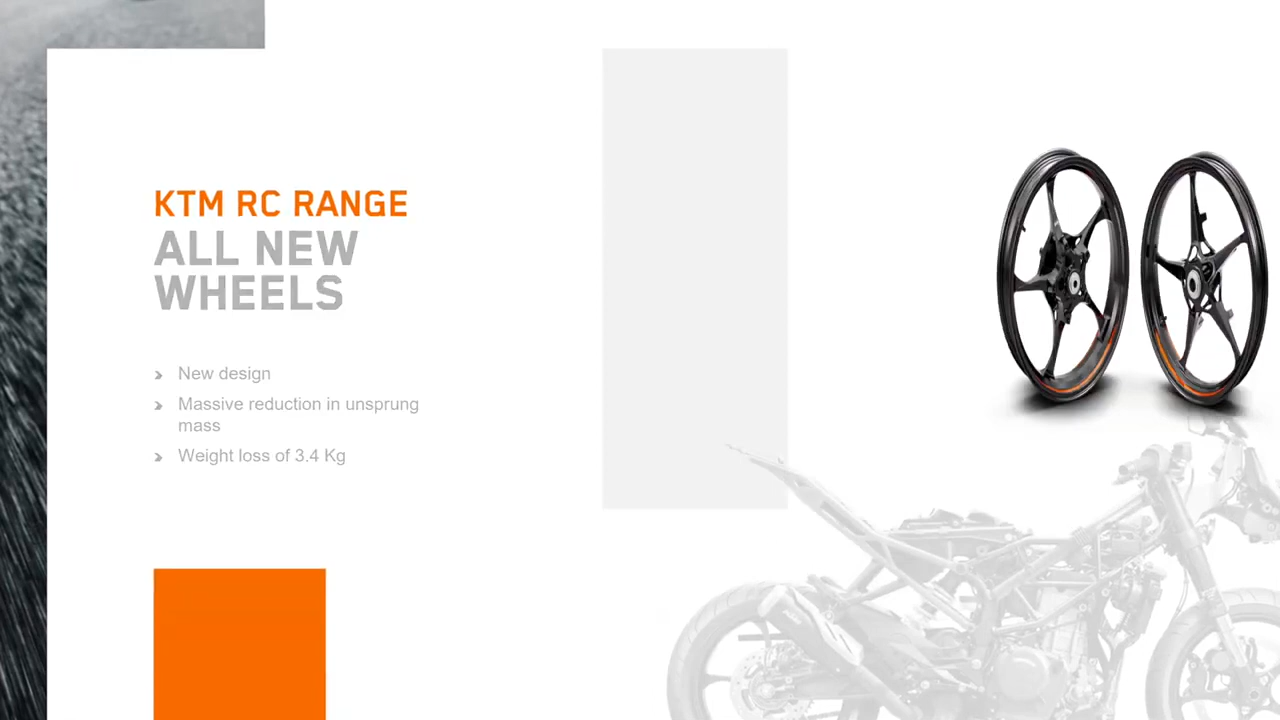 KTM RC RANGE
ALL NEW
WHEELS
New design
Massive reduction in unsprung
mass
Weight loss of 3.4 Kg